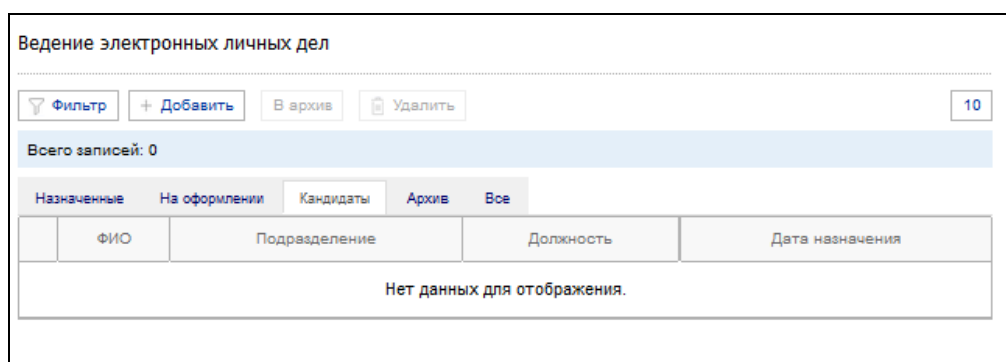 Ведение электронных личных дел
Фильтр + Добавить В архив Удалить 10
Всего записей: 0
Назначенные На оформлении Кандидаты Архив Все
ФИО Подразделение Должность Дата назначения
Нет данных для отображения.